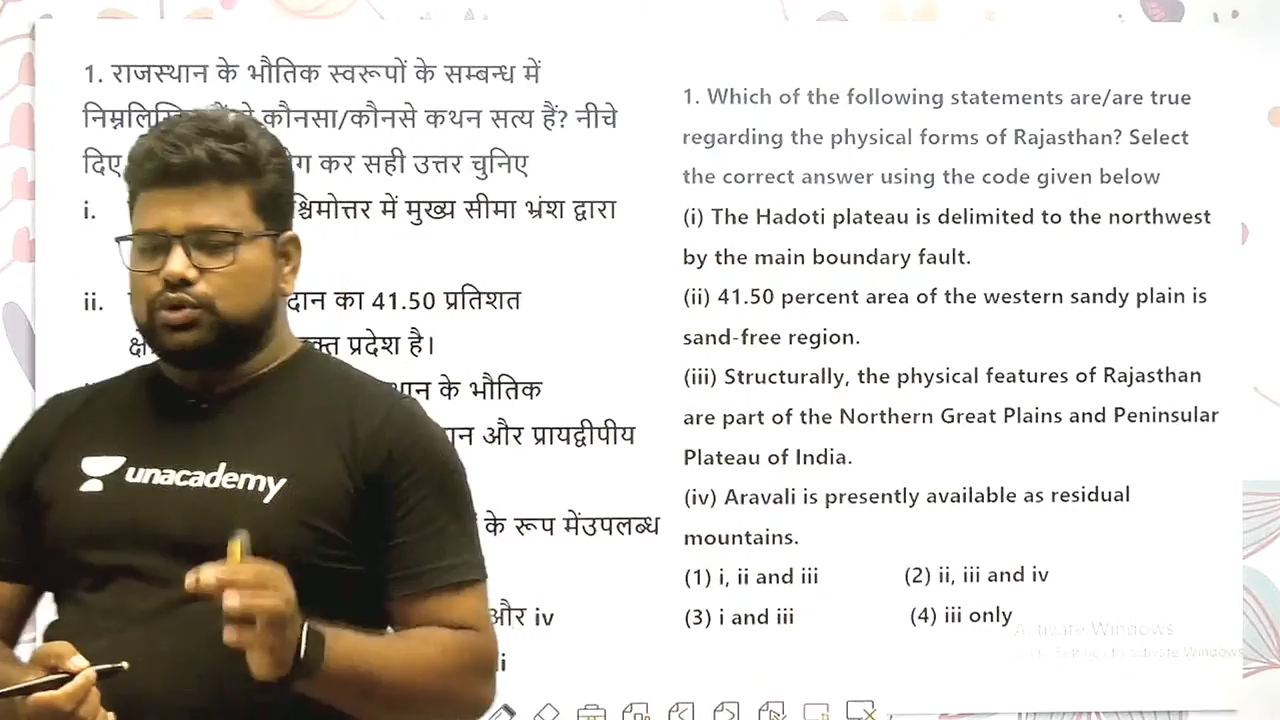 1. राजस्थान के भौतिक स्वरूपों के सम्बन्ध में
कौनसा/कौनसे कथन सत्य हैं? नीचे
दिए कर सही उत्तर चुनिए
i. में मुख्य सीमा भ्रंश द्वारा
ii. का 41.50 प्रतिशत
प्रदेश है।
के भौतिक
और प्रायद्वीपीय
के रूप मेंउपलब्ध
और iv
1. Which of the following statements are/are true
regarding the physical forms of Rajasthan? Select
the correct answer using the code given below
(i) The Hadoti plateau is delimited to the northwest
by the main boundary fault.
(ii) 41.50 percent area of the western sandy plain is
sand-free region.
(iii) Structurally, the physical features of Rajasthan
are part of the Northern Great Plains and Peninsular
Plateau of India.
(iv) Aravali is presently available as residual
mountains.
(1) i, ii and iii (2) ii, iii and iv
(3) i and iii (4) iii only
Activate Windows
to activate Windows
unacademy